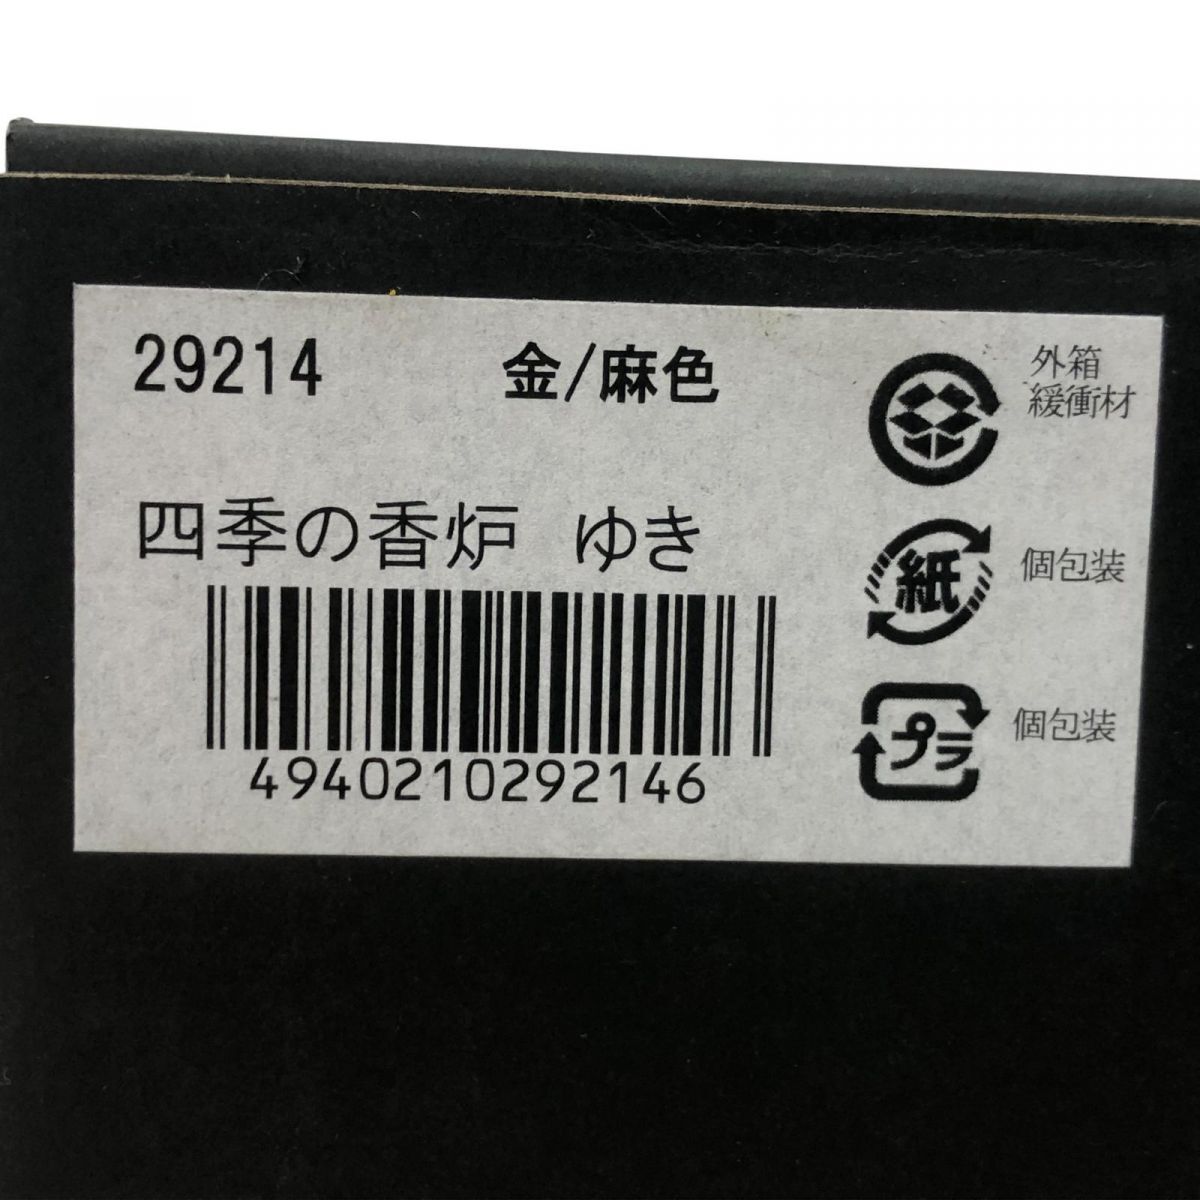 29214 金/麻色
四季の香炉 ゆき
4940210292146
外箱
緩衝材
紙
個包装
プラ
個包装